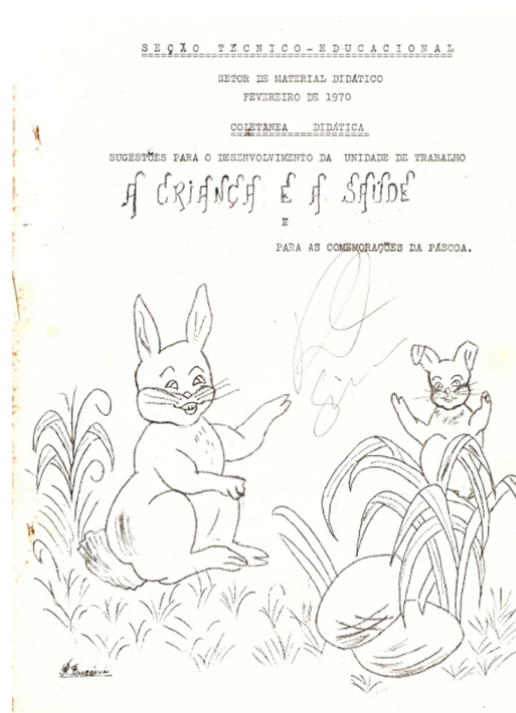 SEÇÃO TÉCNICO-EDUCACIONAL
SETOR DE MATERIAL DIDÁTICO
FEVEREIRO DE 1970
COLETANEA DIDÁTICA
SUGESTÕES PARA O DESENVOLVIMENTO DA UNIDADE DE TRABALHO
A CRIANÇA E A SAÚDE
E
PARA AS COMEMORAÇÕES DA PÁSCOA.